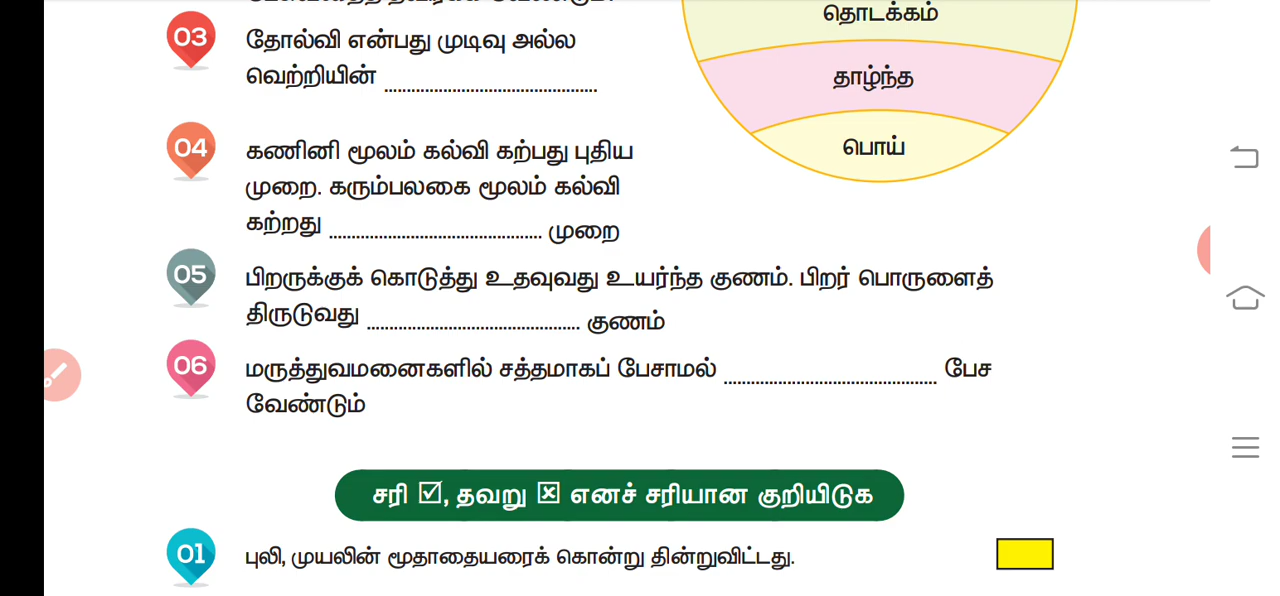 தொடக்கம்
03
தோல்வி என்பது முடிவு அல்ல
வெற்றியின் ................................................
தாழ்ந்த
பொய்
04
கணினி மூலம் கல்வி கற்பது புதிய
முறை. கரும்பலகை மூலம் கல்வி
கற்றது ................................................ முறை
05
பிறருக்குக் கொடுத்து உதவுவது உயர்ந்த குணம். பிறர் பொருளைத்
திருடுவது ................................................ குணம்
06
மருத்துவமனைகளில் சத்தமாகப் பேசாமல் ................................................ பேச
வேண்டும்
சரி ☑, தவறு ☒ எனச் சரியான குறியிடுக
01
புலி, முயலின் மூதாதையரைக் கொன்று தின்றுவிட்டது.